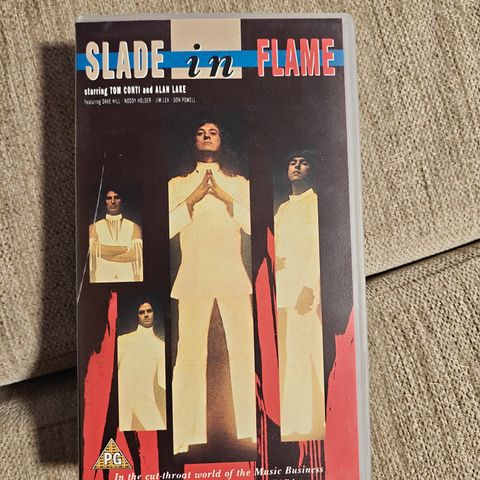 SLADE in FLAME
starring TOM CONTI and ALAN LAKE
Featuring DAVE HILL · NODDY HOLDER · JIM LEA · DON POWELL
PG
In the cut-throat world of the Music Business